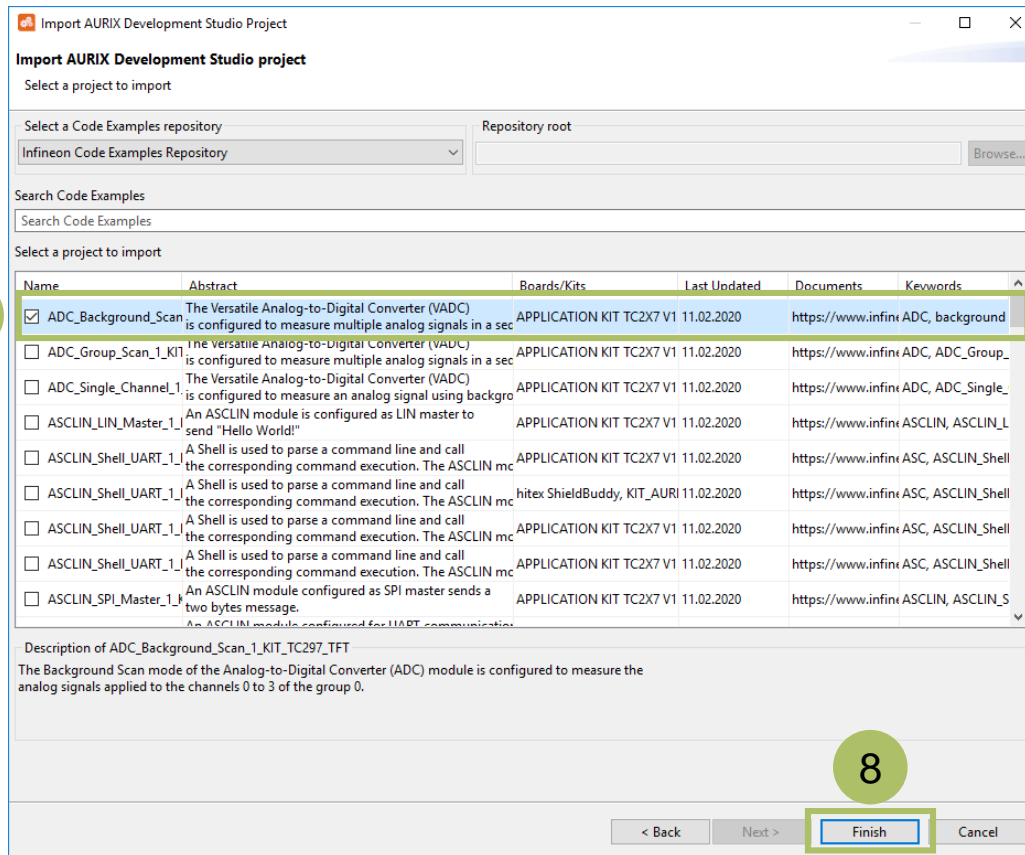 Import AURIX Development Studio Project
Import AURIX Development Studio project
Select a project to import
Select a Code Examples repository
Repository root
Infineon Code Examples Repository
Browse...
Search Code Examples
Search Code Examples
Select a project to import
Name Abstract Boards/Kits Last Updated Documents Keywords
The Versatile Analog-to-Digital Converter (VADC)
ADC_Background_Scan is configured to measure multiple analog signals in a sec APPLICATION KIT TC2X7 V1 11.02.2020 https://www.infine ADC, background
The Versatile Analog-to-Digital Converter (VADC)
ADC_Group_Scan_1_KIT is configured to measure multiple analog signals in a sec APPLICATION KIT TC2X7 V1 11.02.2020 https://www.infine ADC, ADC_Group_
The Versatile Analog-to-Digital Converter (VADC)
ADC_Single_Channel_1_ is configured to measure an analog signal using backgro APPLICATION KIT TC2X7 V1 11.02.2020 https://www.infine ADC, ADC_Single_
An ASCLIN module is configured as LIN master to
ASCLIN_LIN_Master_1_ send "Hello World!" APPLICATION KIT TC2X7 V1 11.02.2020 https://www.infine ASCLIN, ASCLIN_L
A Shell is used to parse a command line and call
ASCLIN_Shell_UART_1_ the corresponding command execution. The ASCLIN mo APPLICATION KIT TC2X7 V1 11.02.2020 https://www.infine ASC, ASCLIN_Shell
A Shell is used to parse a command line and call
ASCLIN_Shell_UART_1_ the corresponding command execution. The ASCLIN mo hitex ShieldBuddy, KIT_AURI 11.02.2020 https://www.infine ASC, ASCLIN_Shell
A Shell is used to parse a command line and call
ASCLIN_Shell_UART_1_ the corresponding command execution. The ASCLIN mo APPLICATION KIT TC2X7 V1 11.02.2020 https://www.infine ASC, ASCLIN_Shell
A Shell is used to parse a command line and call
ASCLIN_Shell_UART_1_ the corresponding command execution. The ASCLIN mo APPLICATION KIT TC2X7 V1 11.02.2020 https://www.infine ASC, ASCLIN_Shell
An ASCLIN module configured as SPI master sends a
ASCLIN_SPI_Master_1_K two bytes message. APPLICATION KIT TC2X7 V1 11.02.2020 https://www.infine ASCLIN, ASCLIN_S
An ASCLIN module configured for UART communication
Description of ADC_Background_Scan_1_KIT_TC297_TFT
The Background Scan mode of the Analog-to-Digital Converter (ADC) module is configured to measure the
analog signals applied to the channels 0 to 3 of the group 0.
8
< Back Next > Finish Cancel